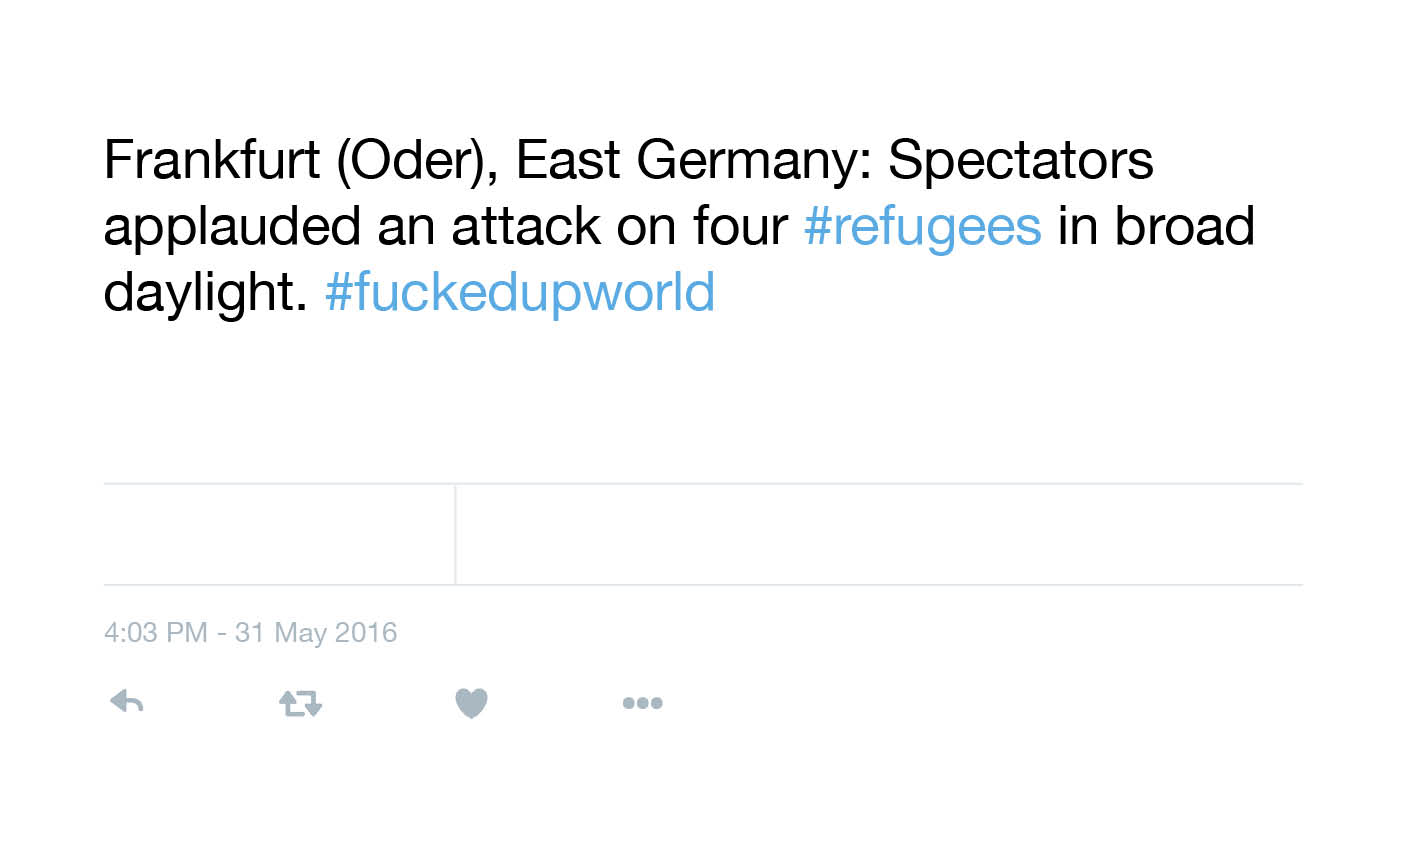 Frankfurt (Oder), East Germany: Spectators
applauded an attack on four #refugees in broad
daylight. #fuckedupworld
4:03 PM - 31 May 2016